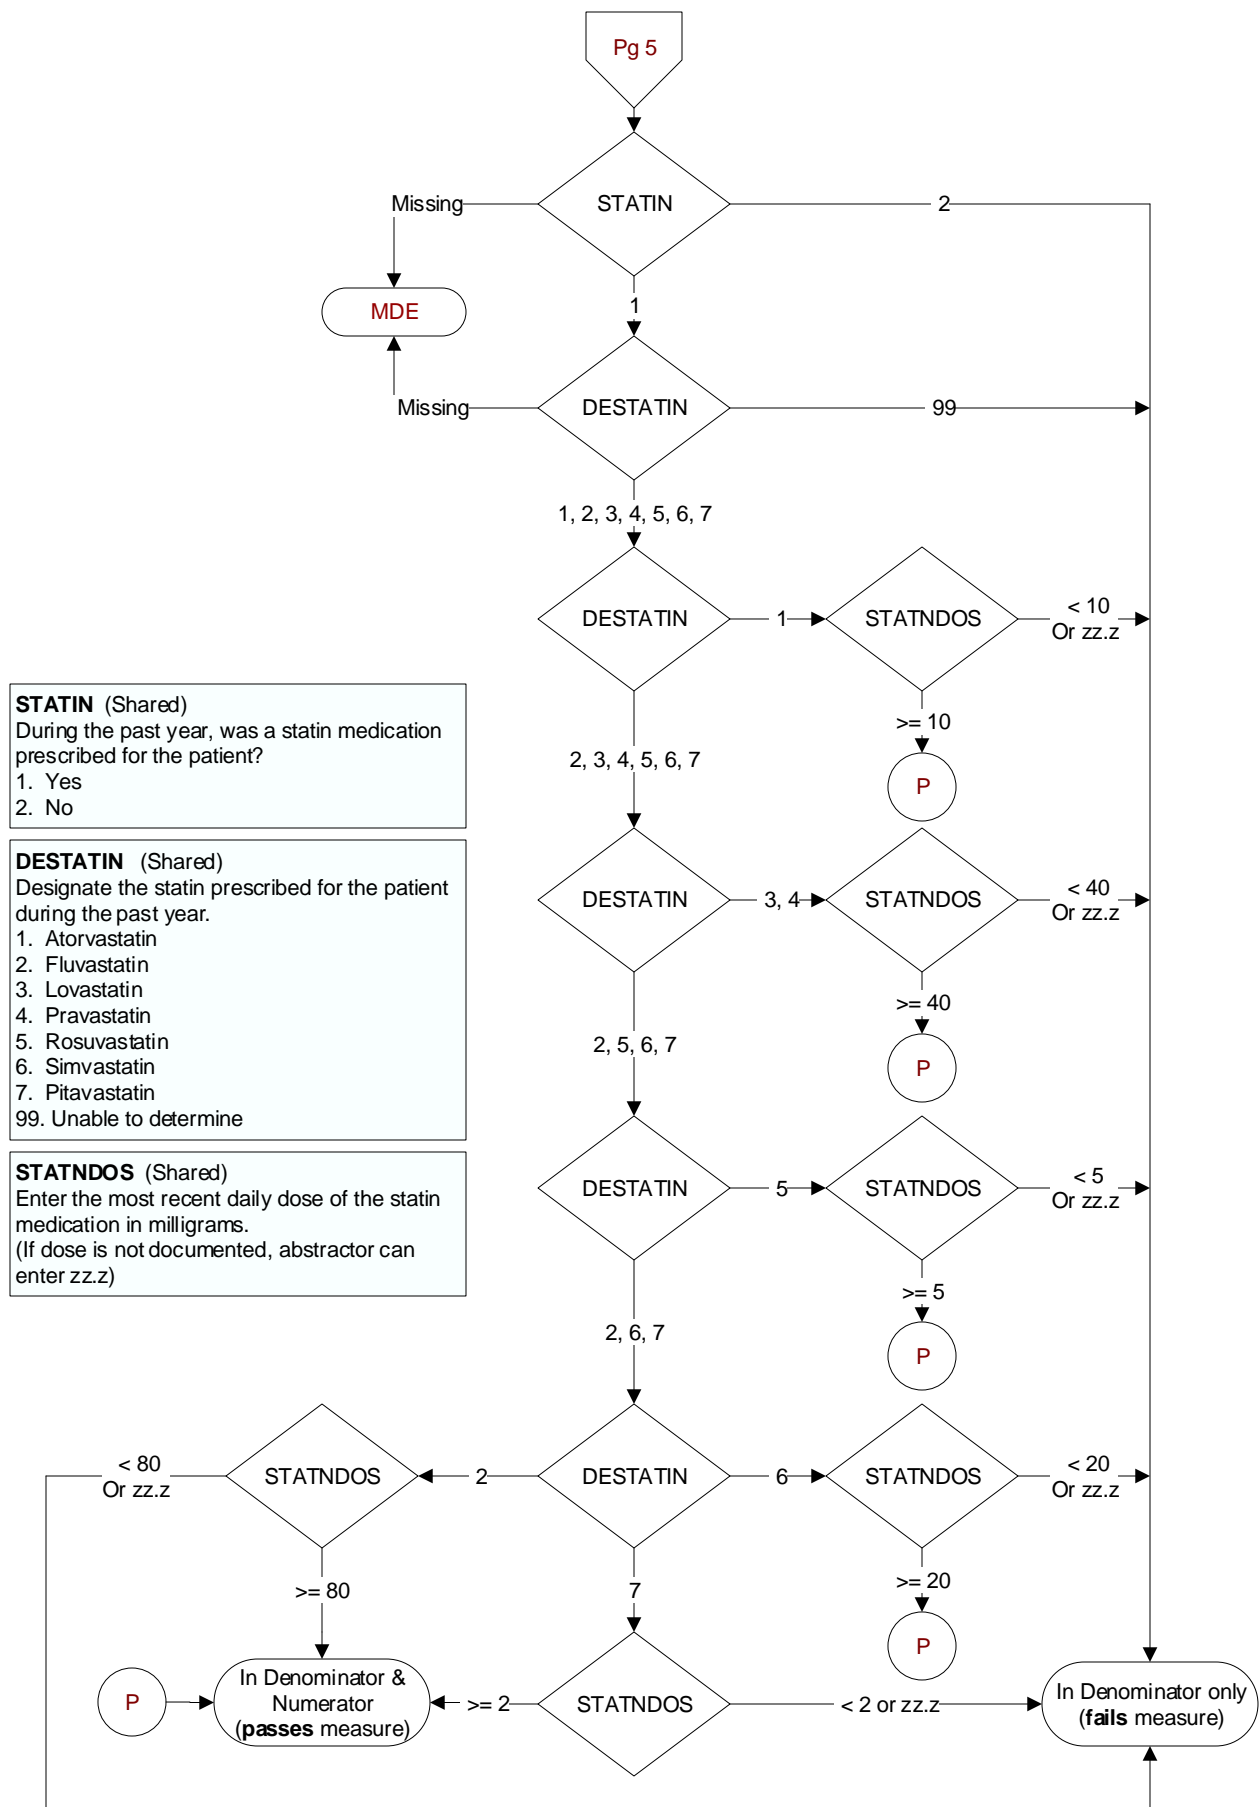 Pg 5
STATIN
Missing
2
MDE
1
DESTATIN
Missing
99
1, 2, 3, 4, 5, 6, 7
DESTATIN
1
STATNDOS
< 10
Or zz.z
>= 10
P
2, 3, 4, 5, 6, 7
STATIN (Shared)
During the past year, was a statin medication
prescribed for the patient?
1. Yes
2. No
DESTATIN (Shared)
Designate the statin prescribed for the patient
during the past year.
1. Atorvastatin
2. Fluvastatin
3. Lovastatin
4. Pravastatin
5. Rosuvastatin
6. Simvastatin
7. Pitavastatin
99. Unable to determine
STATNDOS (Shared)
Enter the most recent daily dose of the statin
medication in milligrams.
(If dose is not documented, abstractor can
enter zz.z)
DESTATIN
3, 4
STATNDOS
< 40
Or zz.z
>= 40
P
2, 5, 6, 7
DESTATIN
5
STATNDOS
< 5
Or zz.z
>= 5
P
2, 6, 7
< 80
Or zz.z
STATNDOS
2
DESTATIN
6
STATNDOS
< 20
Or zz.z
>= 80
7
>= 20
P
P
In Denominator &
Numerator
(passes measure)
>= 2
STATNDOS
< 2 or zz.z
In Denominator only
(fails measure)